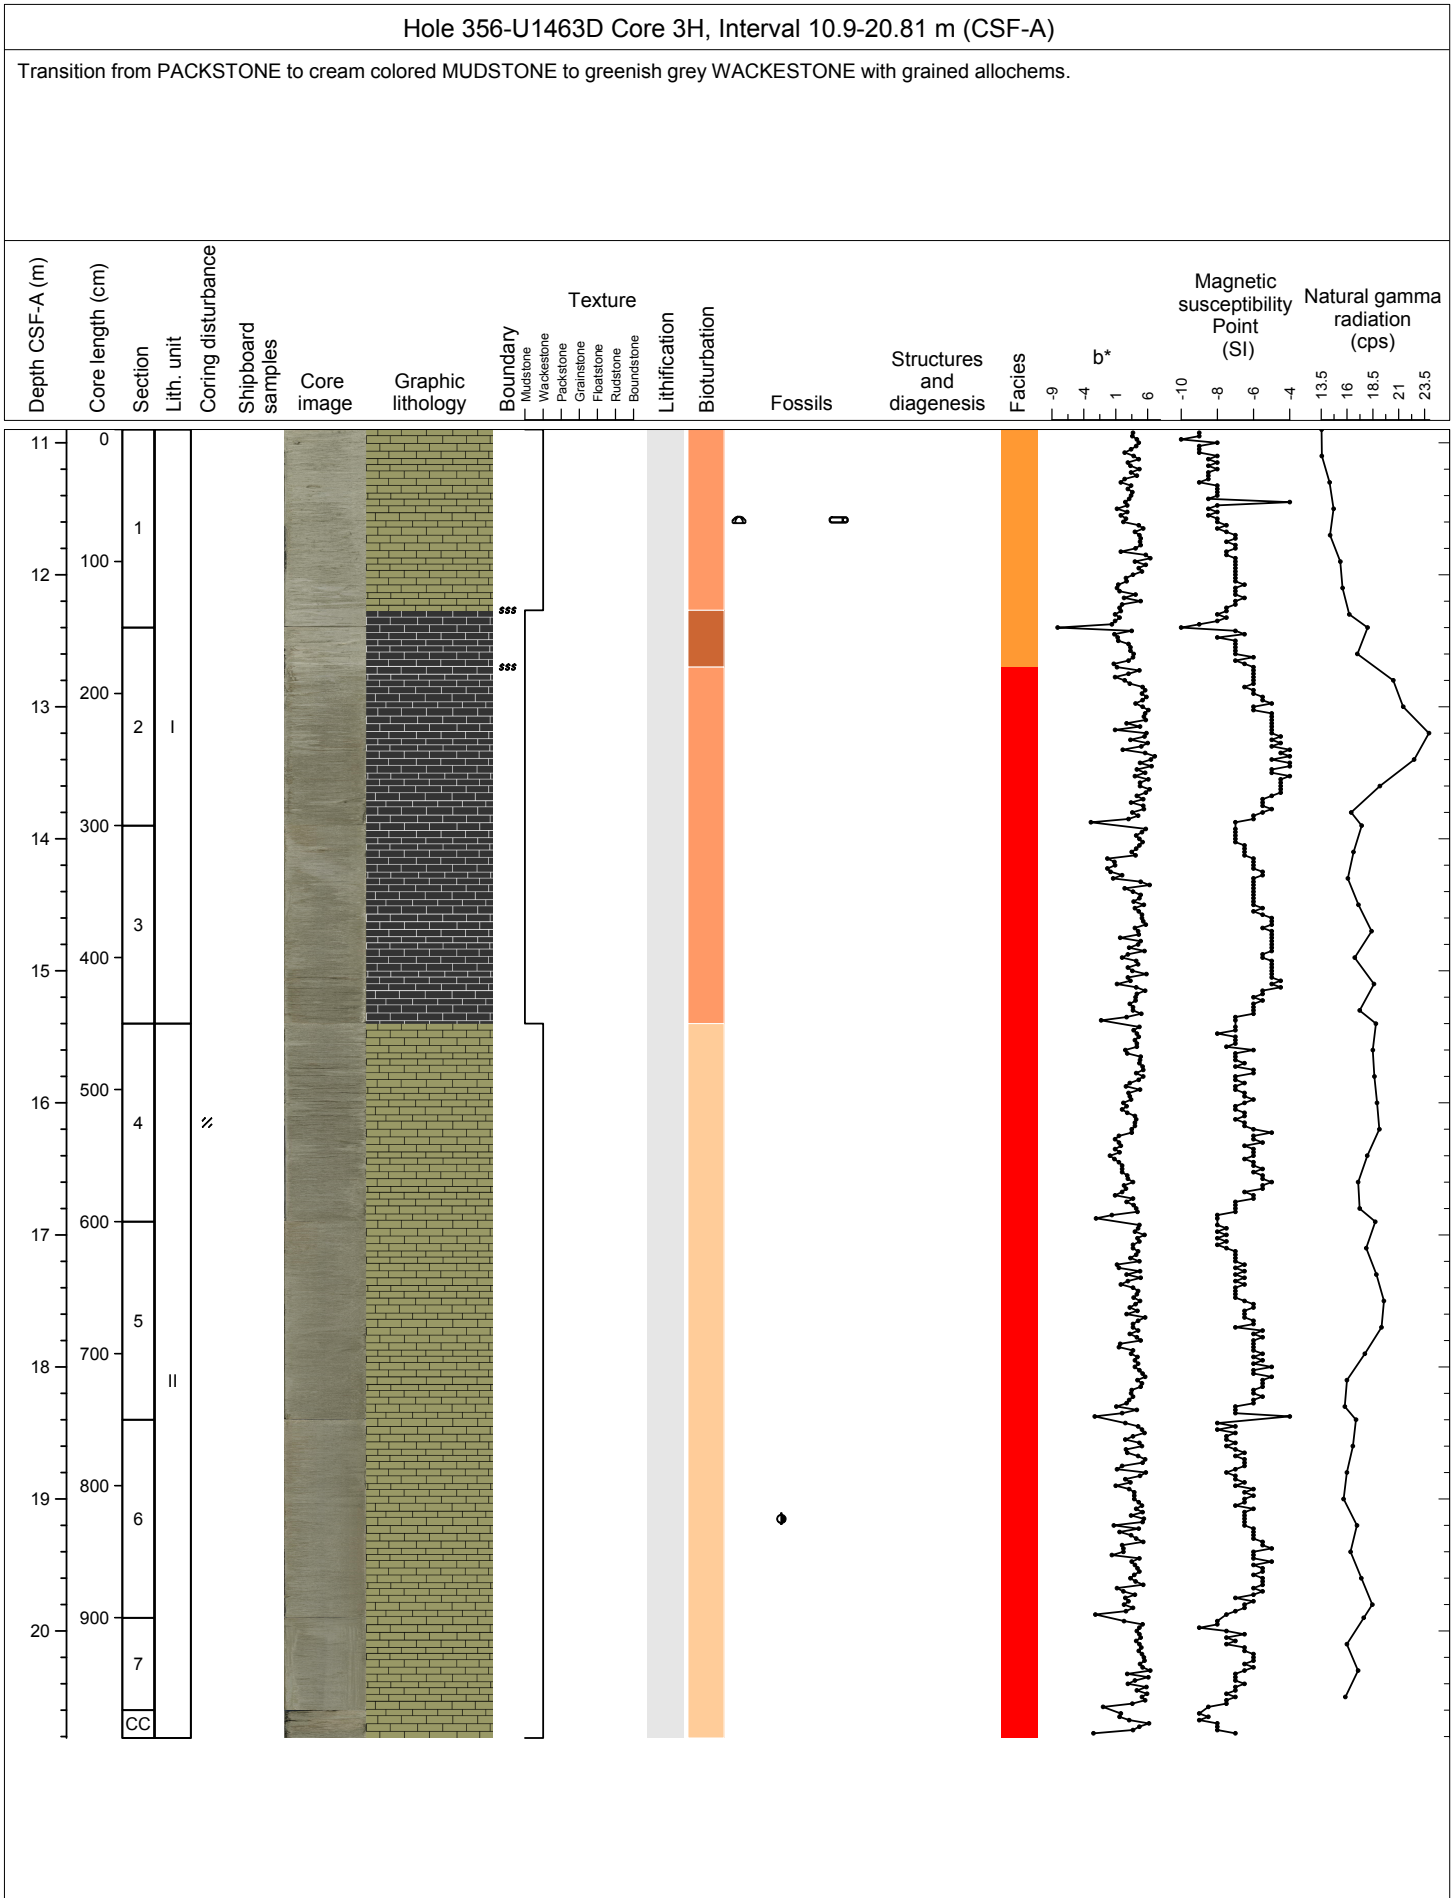 Hole 356-U1463D Core 3H, Interval 10.9-20.81 m (CSF-A)
Transition from PACKSTONE to cream colored MUDSTONE to greenish grey WACKESTONE with grained allochems.
Depth CSF-A (m)
Core length (cm)
Section
Lith. unit
Coring disturbance
Shipboard
samples
Core
image
Graphic
lithology
Boundary
Texture
Mudstone
Wackestone
Packstone
Grainstone
Floatstone
Rudstone
Boundstone
Lithification
Bioturbation
Fossils
Structures
and
diagenesis
Facies
b*
-9 -4 1 6
Magnetic
susceptibility
Point
(SI)
-10 -8 -6 -4
Natural gamma
radiation
(cps)
13.5 16 18.5 21 23.5
11
12
13
14
15
16
17
18
19
20
0
100
200
300
400
500
600
700
800
900
1
2
3
4
5
6
7
CC
I
II
sss
sss